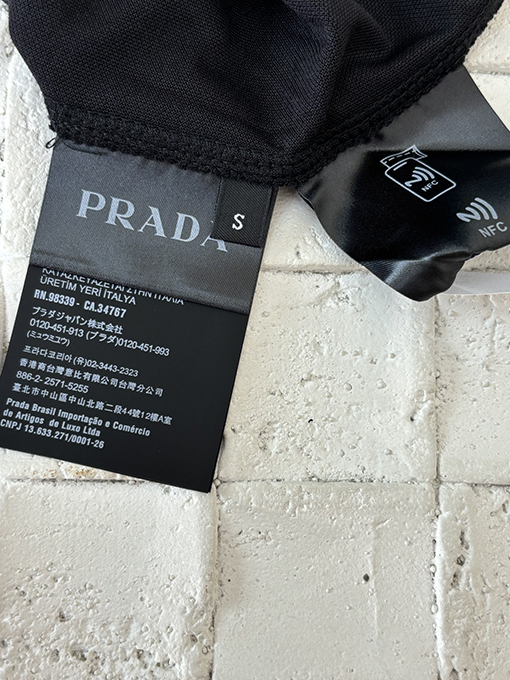 PRADA
S
ΚΑΤΑΣΚΕΥΑΖΕΤΑΙ ΣΤΗΝ ΙΤΑΛΙΑ
ÜRETİM YERİ İTALYA
RN.98339 - CA.34767
プラダジャパン株式会社
0120-451-913 (プラダ) 0120-451-993
(ミュウミュウ)
프라다코리아 (유)02-3443-2323
香港商台灣意比有限公司台灣分公司
886-2- 2571-5255
臺北市中山區中山北路二段44號12樓A室
Prada Brasil Importação e Comércio
de Artigos de Luxo Ltda
CNPJ 13.633.271/0001-26
NFC
NFC